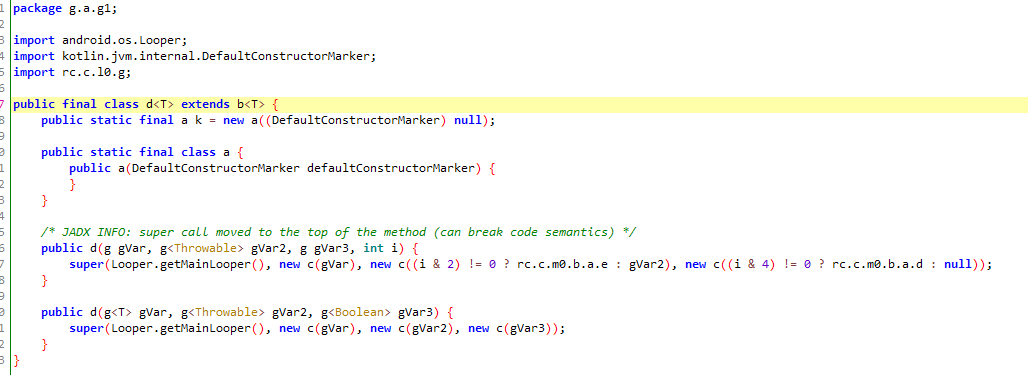 1 package g.a.g1;
2
3 import android.os.Looper;
4 import kotlin.jvm.internal.DefaultConstructorMarker;
5 import rc.c.l0.g;
6
7 public final class d<T> extends b<T> {
8 public static final a k = new a((DefaultConstructorMarker) null);
9
0 public static final class a {
1 public a(DefaultConstructorMarker defaultConstructorMarker) {
2 }
3 }
4
5 /* JADX INFO: super call moved to the top of the method (can break code semantics) */
6 public d(g gVar, g<Throwable> gVar2, g gVar3, int i) {
7 super(Looper.getMainLooper(), new c(gVar), new c((i & 2) != 0 ? rc.c.m0.b.a.e : gVar2), new c((i & 4) != 0 ? rc.c.m0.b.a.d : null));
8 }
9
0 public d(g<T> gVar, g<Throwable> gVar2, g<Boolean> gVar3) {
1 super(Looper.getMainLooper(), new c(gVar), new c(gVar2), new c(gVar3));
2 }
3 }